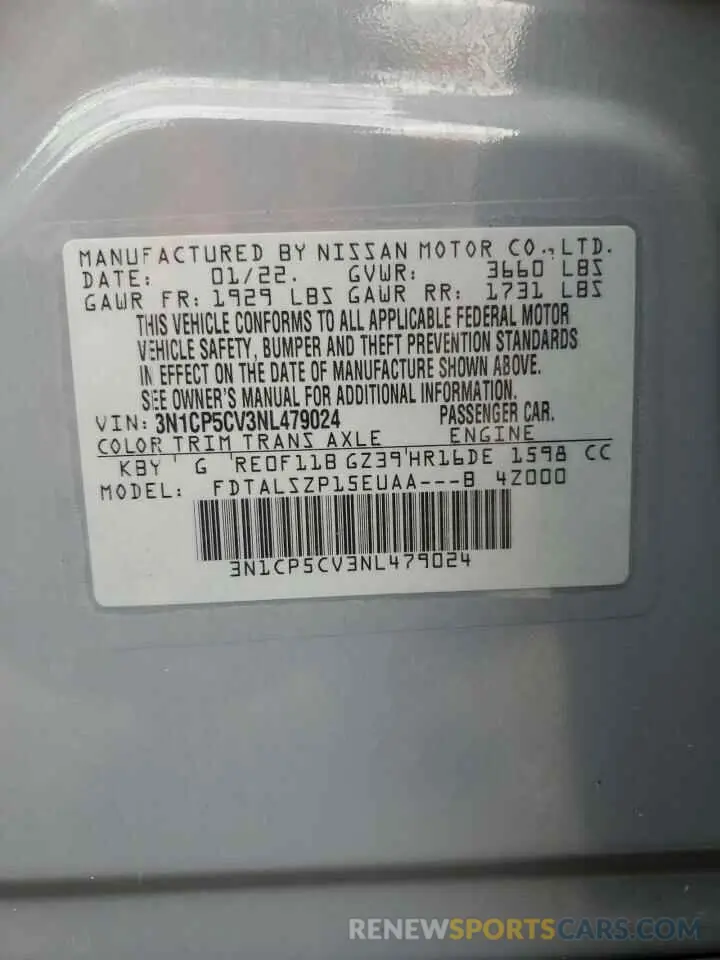 MANUFACTURED BY NISSAN MOTOR CO.,LTD.
DATE: 01/22. GVWR: 3660 LBS
GAWR FR: 1929 LBS GAWR RR: 1731 LBS
THIS VEHICLE CONFORMS TO ALL APPLICABLE FEDERAL MOTOR
VEHICLE SAFETY, BUMPER AND THEFT PREVENTION STANDARDS
IN EFFECT ON THE DATE OF MANUFACTURE SHOWN ABOVE.
SEE OWNER'S MANUAL FOR ADDITIONAL INFORMATION.
VIN: 3N1CP5CV3NL479024 PASSENGER CAR.
COLOR TRIM TRANS AXLE ENGINE
KBY G RE0F11B GZ39 HR16DE 1598 CC
MODEL: FDTALSZP15EUAA---B 4Z000
3N1CP5CV3NL479024
RENEWSPORTSCARS.COM